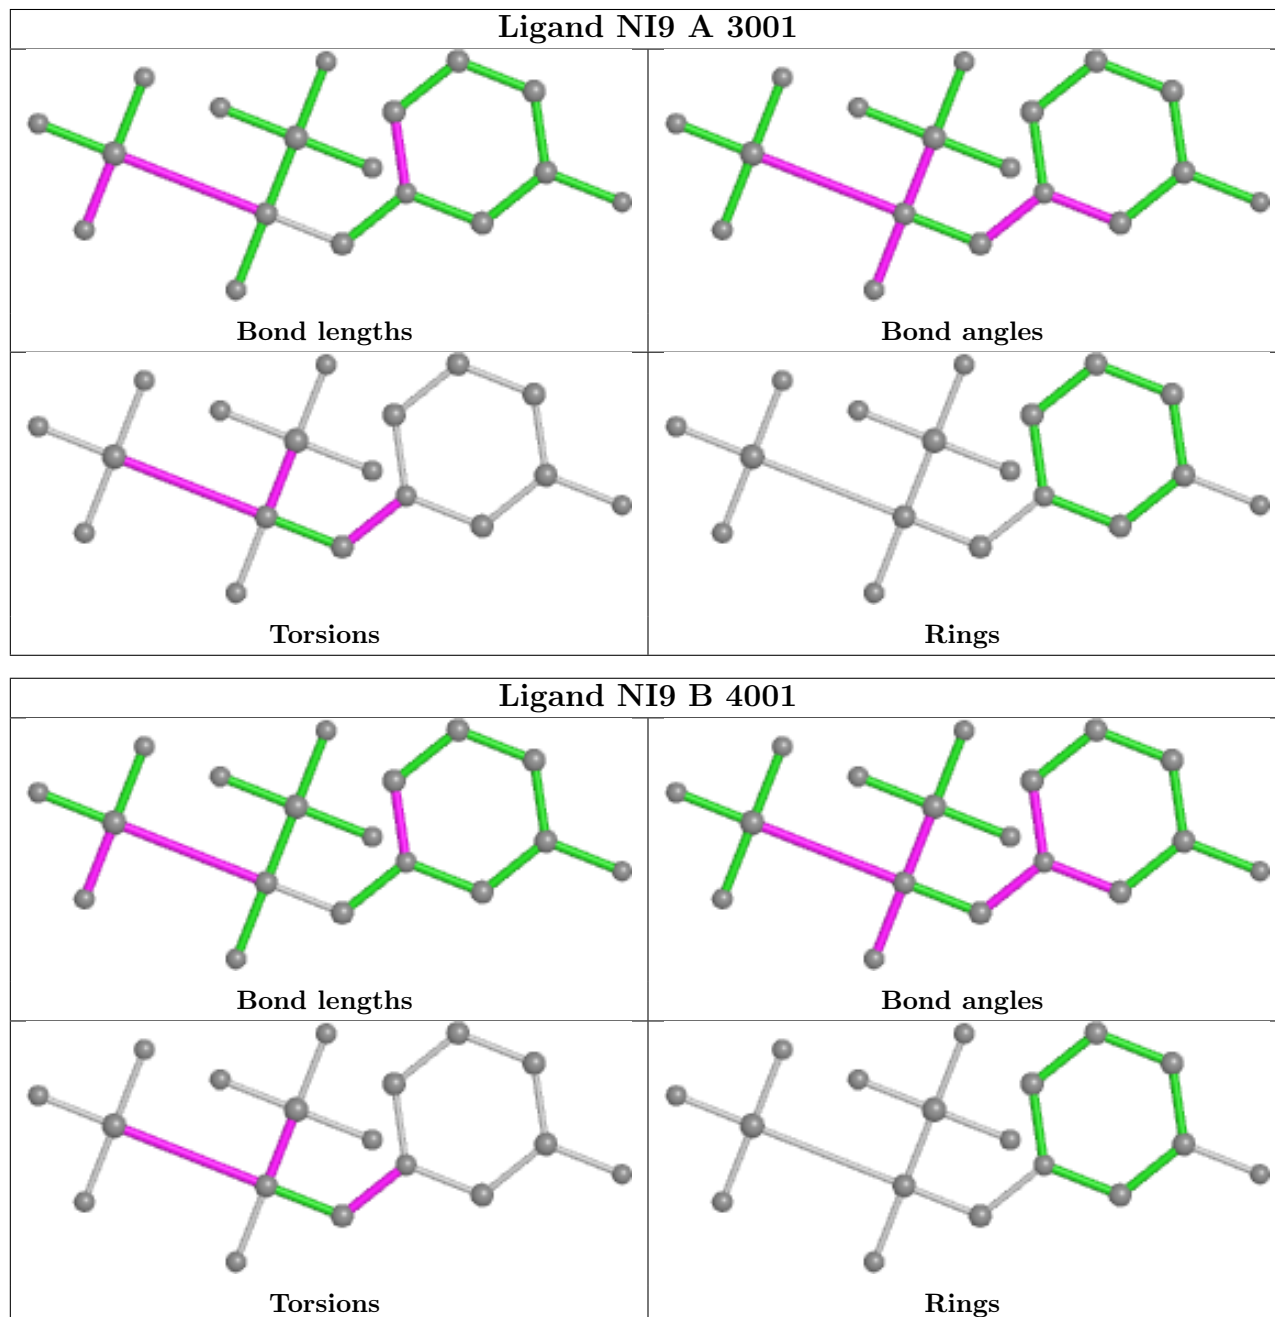 Ligand NI9 A 3001
Bond lengths
Bond angles
Torsions
Rings
Ligand NI9 B 4001
Bond lengths
Bond angles
Torsions
Rings